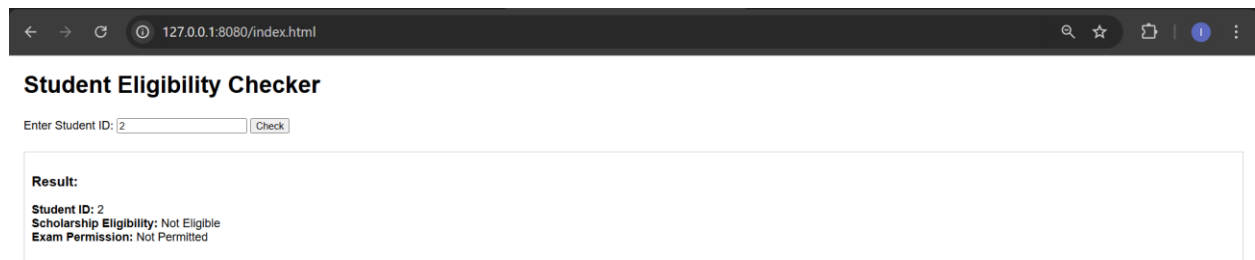 127.0.0.1:8080/index.html
I
Student Eligibility Checker
Enter Student ID: 2 Check
Result:
Student ID: 2
Scholarship Eligibility: Not Eligible
Exam Permission: Not Permitted